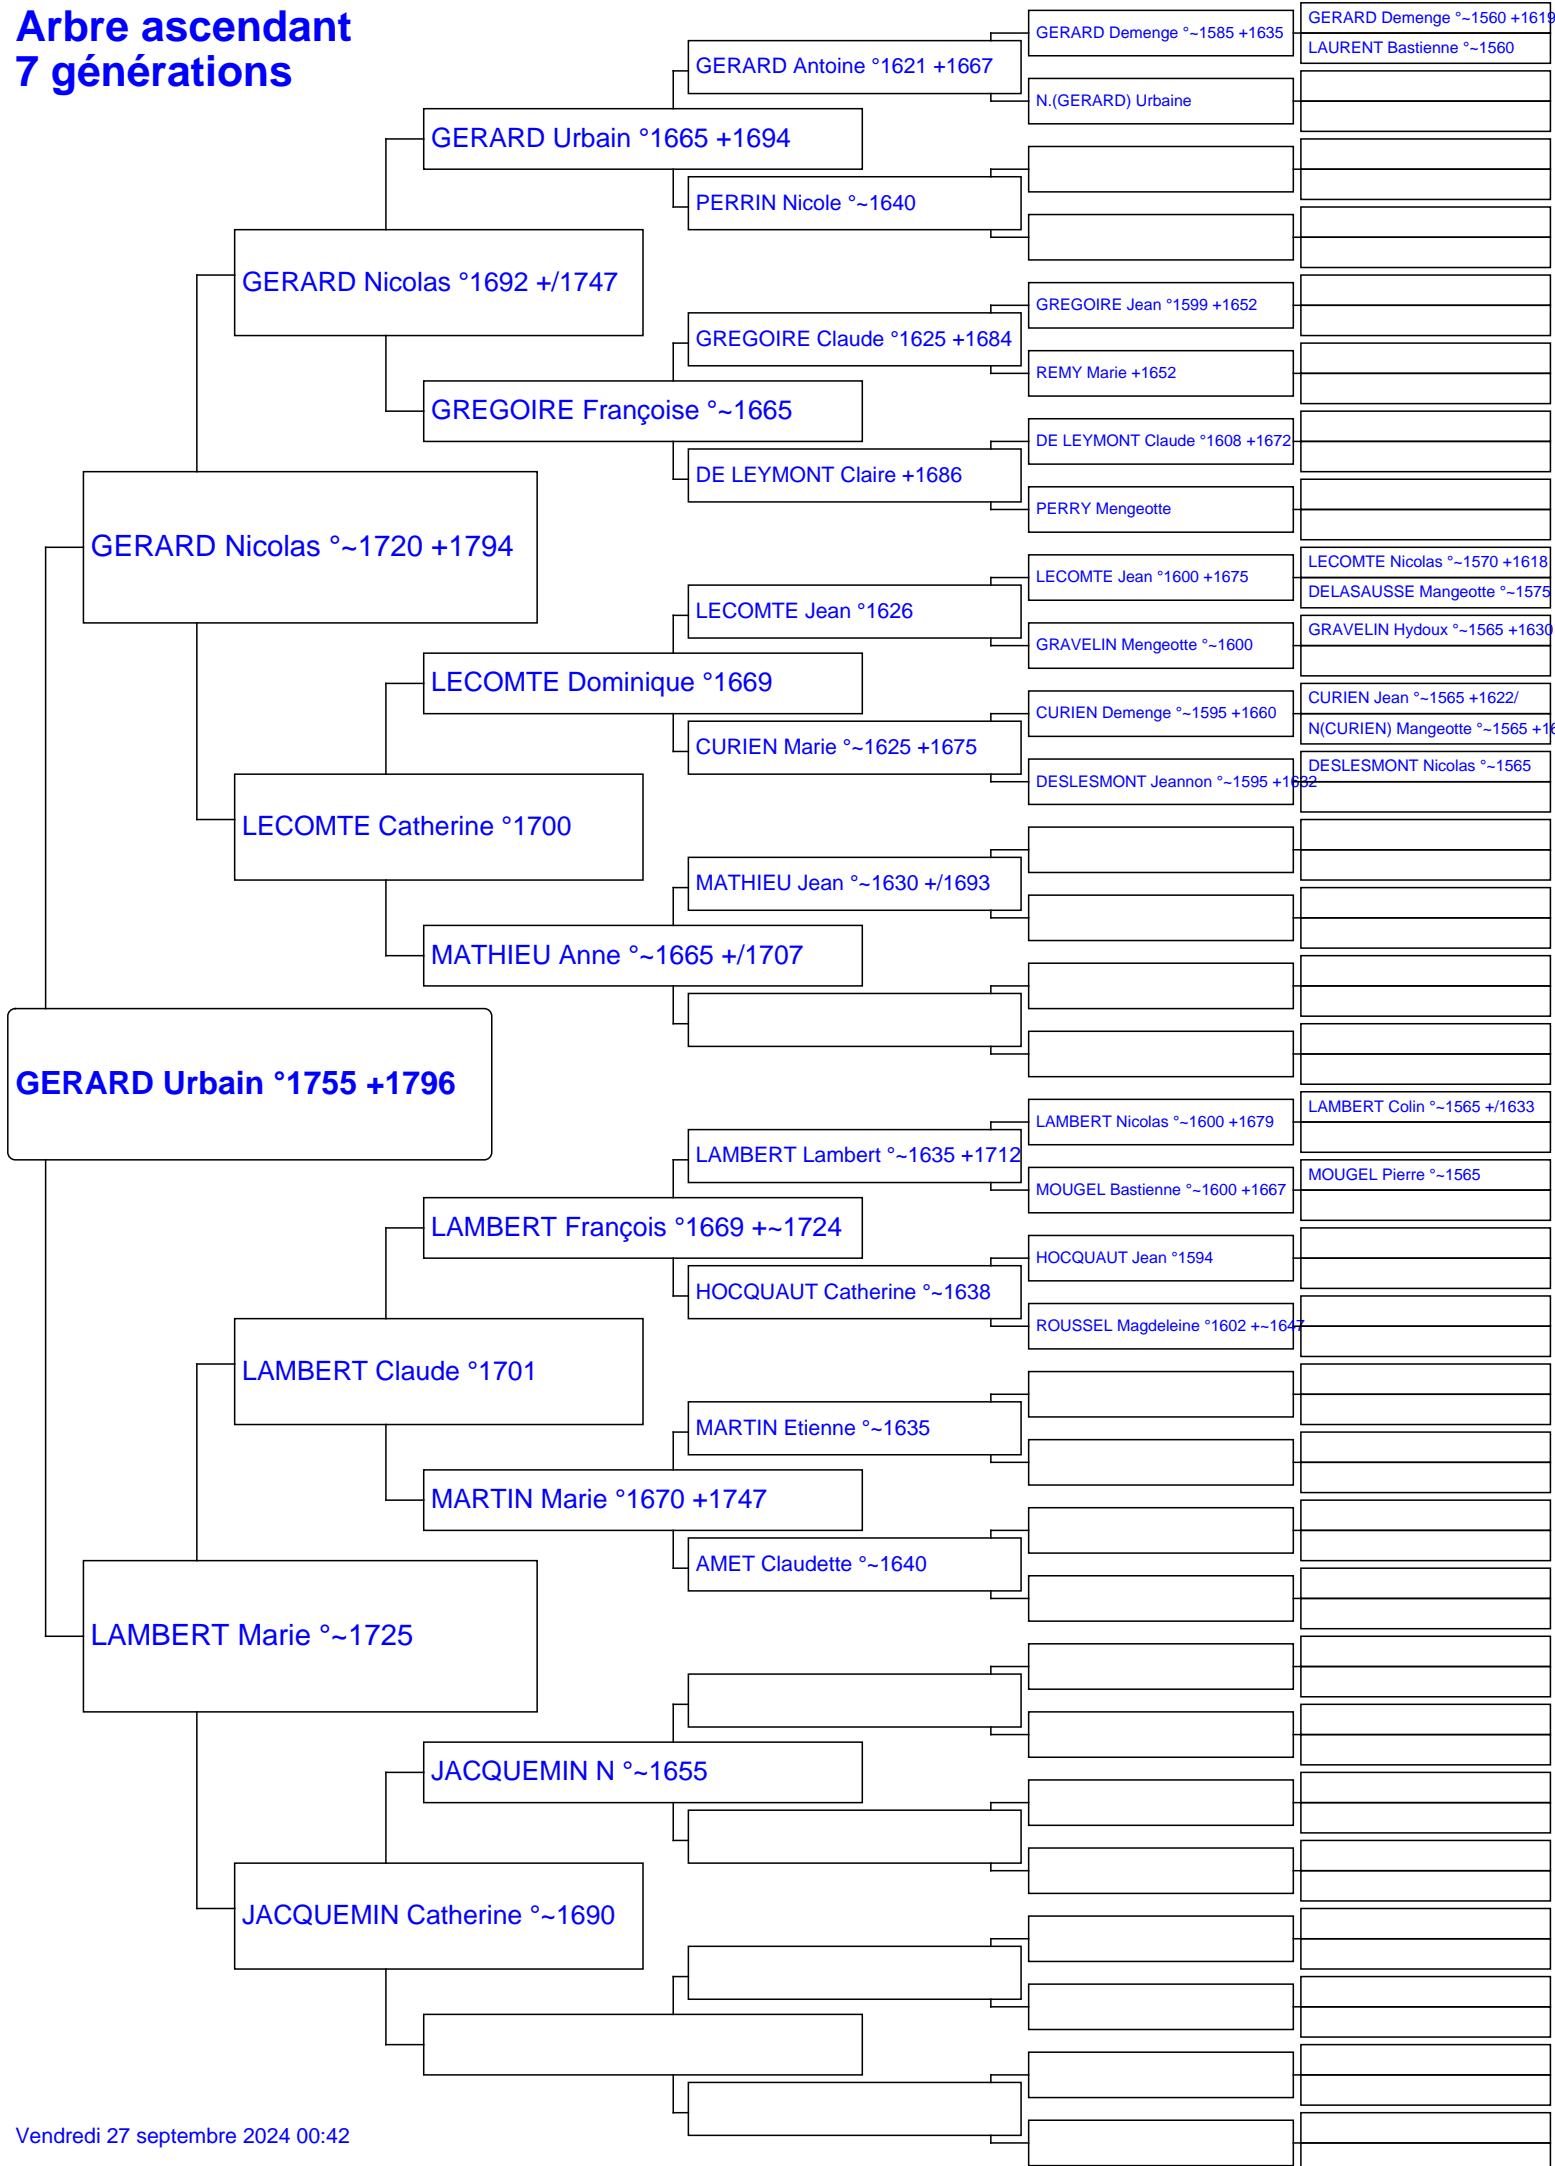 Arbre ascendant
7 générations
GERARD Demenge °~1560 +1619
GERARD Demenge °~1585 +1635
LAURENT Bastienne °~1560
GERARD Antoine °1621 +1667
N.(GERARD) Urbaine
GERARD Urbain °1665 +1694
PERRIN Nicole °~1640
GERARD Nicolas °1692 +/1747
GREGOIRE Jean °1599 +1652
GREGOIRE Claude °1625 +1684
REMY Marie +1652
GREGOIRE Françoise °~1665
DE LEYMONT Claude °1608 +1672
DE LEYMONT Claire +1686
PERRY Mengeotte
GERARD Nicolas °~1720 +1794
LECOMTE Nicolas °~1570 +1618
LECOMTE Jean °1600 +1675
DELASAUSSE Mangeotte °~1575
LECOMTE Jean °1626
GRAVELIN Hydoux °~1565 +1630
GRAVELIN Mengeotte °~1600
LECOMTE Dominique °1669
CURIEN Jean °~1565 +1622/
CURIEN Demenge °~1595 +1660
N(CURIEN) Mangeotte °~1565
CURIEN Marie °~1625 +1675
DESLESMONT Nicolas °~1565
DESLESMONT Jeannon °~1595 +1632
LECOMTE Catherine °1700
MATHIEU Jean °~1630 +/1693
MATHIEU Anne °~1665 +/1707
GERARD Urbain °1755 +1796
LAMBERT Colin °~1565 +/1633
LAMBERT Nicolas °~1600 +1679
LAMBERT Lambert °~1635 +1712
MOUGEL Pierre °~1565
MOUGEL Bastienne °~1600 +1667
LAMBERT François °1669 +~1724
HOCQUAUT Jean °1594
HOCQUAUT Catherine °~1638
ROUSSEL Magdeleine °1602 +~1647
LAMBERT Claude °1701
MARTIN Etienne °~1635
MARTIN Marie °1670 +1747
AMET Claudette °~1640
LAMBERT Marie °~1725
JACQUEMIN N °~1655
JACQUEMIN Catherine °~1690
Vendredi 27 septembre 2024 00:42